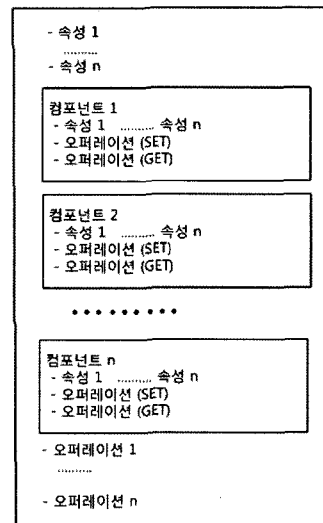 - 속성 1
..........
- 속성 n
컴포넌트 1
- 속성 1 ......... 속성 n
- 오퍼레이션 (SET)
- 오퍼레이션 (GET)
컴포넌트 2
- 속성 1 ......... 속성 n
- 오퍼레이션 (SET)
- 오퍼레이션 (GET)
• • • • • • • • •
컴포넌트 n
- 속성 1 ......... 속성 n
- 오퍼레이션 (SET)
- 오퍼레이션 (GET)
- 오퍼레이션 1
..........
- 오퍼레이션 n